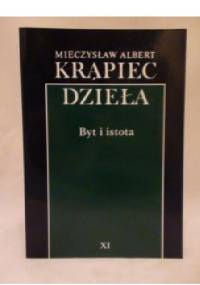 MIECZYSŁAW ALBERT
KRĄPIEC
DZIEŁA
Byt i istota
XI